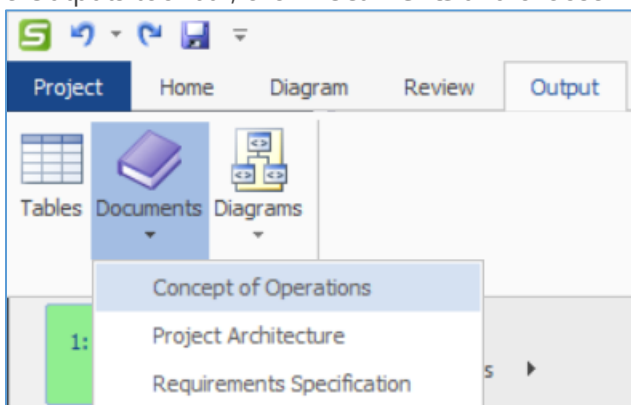 Project Home Diagram Review Output
Tables Documents Diagrams
Concept of Operations
1: Project Architecture
s
Requirements Specification